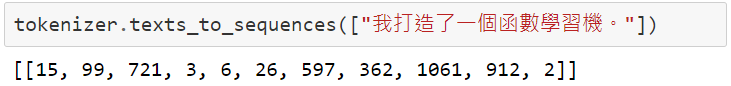 tokenizer.texts_to_sequences(["我打造了一個函數學習機。"])
[[15, 99, 721, 3, 6, 26, 597, 362, 1061, 912, 2]]